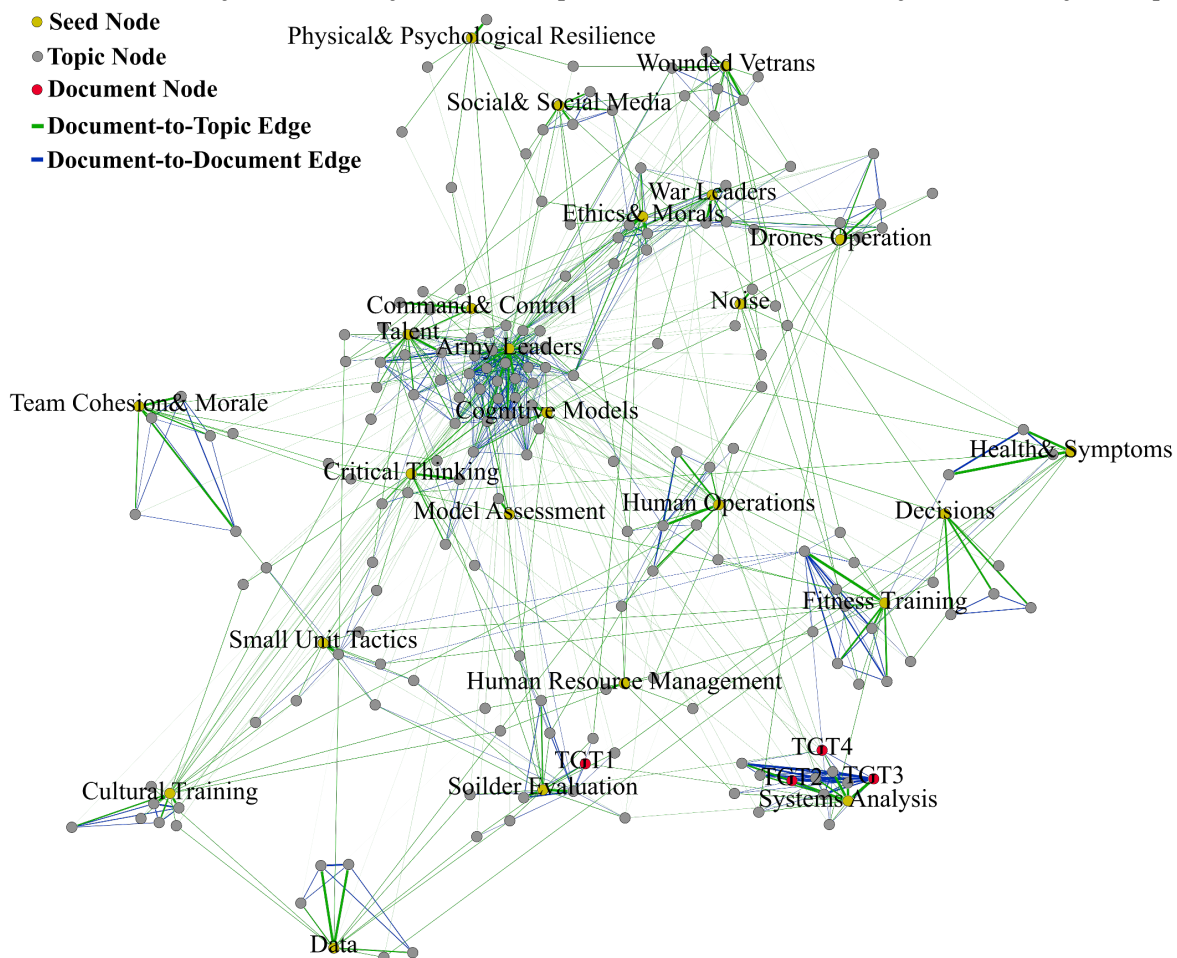 Seed Node
Topic Node
Document Node
Document-to-Topic Edge
Document-to-Document Edge
Physical& Psychological Resilience
Wounded Vetrans
Social& Social Media
War Leaders
Ethics& Morals
Drones Operation
Command& Control
Noise
Talent
Army Leaders
Team Cohesion& Morale
Cognitive Models
Health& Symptoms
Critical Thinking
Human Operations
Model Assessment
Decisions
Fitness Training
Small Unit Tactics
Human Resource Management
TGT4
TGT1
TGT2
TGT3
Soilder Evaluation
Cultural Training
Systems Analysis
Data